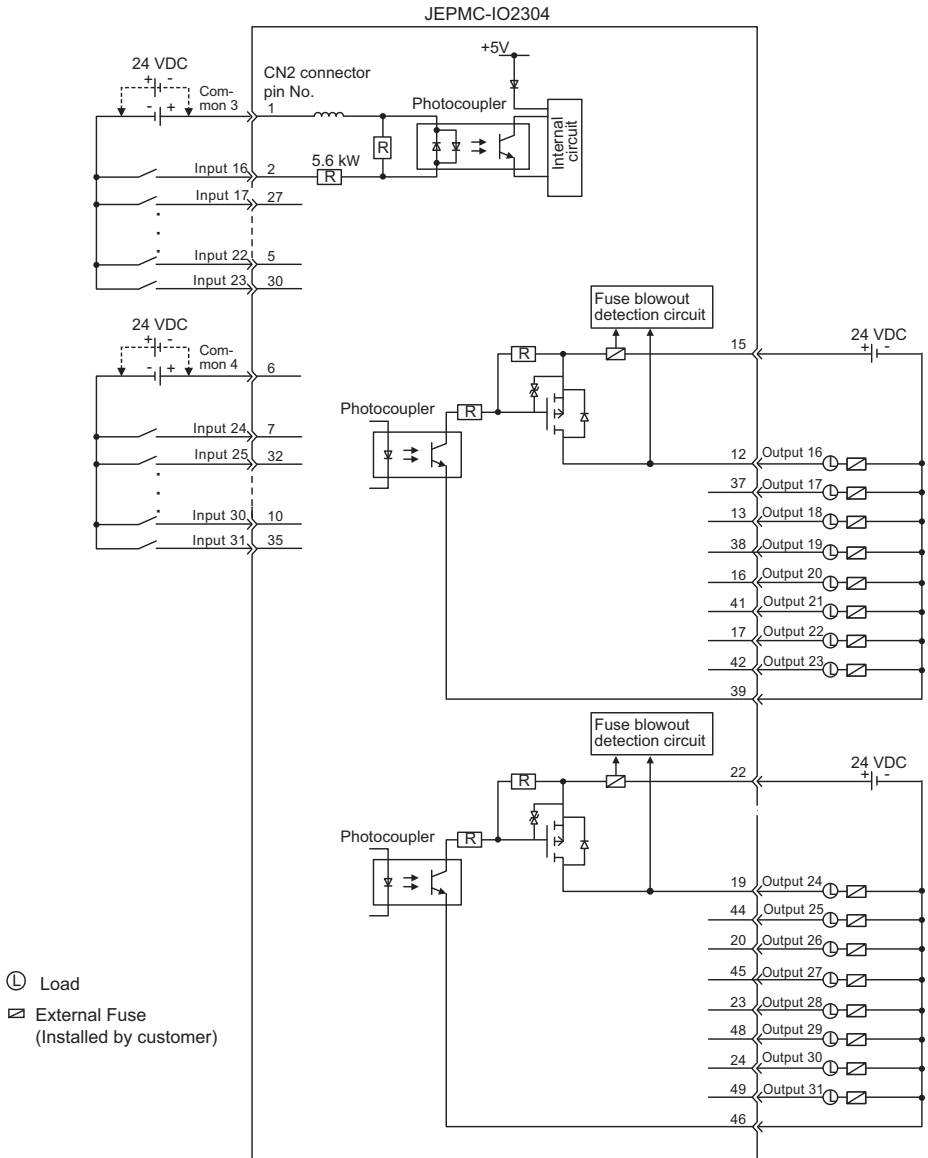 JEPMC-IO2304
24 VDC
+ -
- +
Com-
mon 3
CN2 connector
pin No.
1
+5V
Photocoupler
Internal
circuit
R
5.6 kW
R
Input 16 2
Input 17 27
Input 22 5
Input 23 30
24 VDC
+ -
- +
Com-
mon 4
6
Input 24 7
Input 25 32
Input 30 10
Input 31 35
Fuse blowout
detection circuit
15
24 VDC
+ -
R
Photocoupler
R
12 Output 16 L
37 Output 17 L
13 Output 18 L
38 Output 19 L
16 Output 20 L
41 Output 21 L
17 Output 22 L
42 Output 23 L
39
Fuse blowout
detection circuit
22
24 VDC
+ -
R
Photocoupler
R
19 Output 24 L
44 Output 25 L
20 Output 26 L
45 Output 27 L
23 Output 28 L
48 Output 29 L
24 Output 30 L
49 Output 31 L
46
L Load
External Fuse
(Installed by customer)